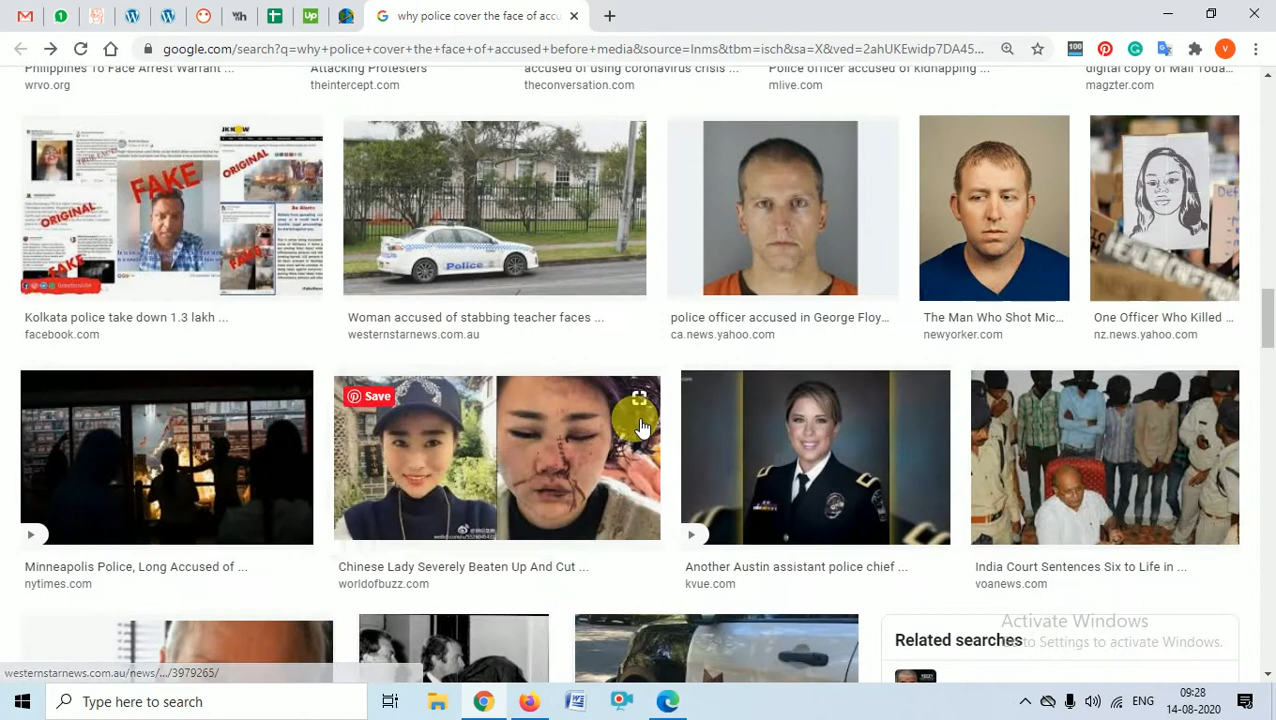 why police cover the face of accu
google.com/search?q=why+police+cover+the+face+of+accused+before+media&source=lnms&tbm=isch&sa=X&ved=2ahUKEwidp7DA45...
100
V
Philippines To Face Arrest Warrant ...
wrvo.org
Attacking Protesters
theintercept.com
accused of using coronavirus crisis ...
theconversation.com
Police officer accused of kidnapping ...
mlive.com
digital copy of Mail Toda...
magzter.com
ORIGINAL
FAKE
FAKE
ORIGINAL
Police
Kolkata police take down 1.3 lakh ...
facebook.com
Woman accused of stabbing teacher faces ...
westernstarnews.com.au
police officer accused in George Floy...
ca.news.yahoo.com
The Man Who Shot Mic...
newyorker.com
One Officer Who Killed ...
nz.news.yahoo.com
Save
Minneapolis Police, Long Accused of ...
nytimes.com
Chinese Lady Severely Beaten Up And Cut ...
worldofbuzz.com
Another Austin assistant police chief ...
kvue.com
India Court Sentences Six to Life in ...
voanews.com
Activate Windows
Go to Settings to activate Windows.
Related searches
westernstarnews.com.au/news/.../3979265/
Type here to search
ENG
09:28
14-08-2020